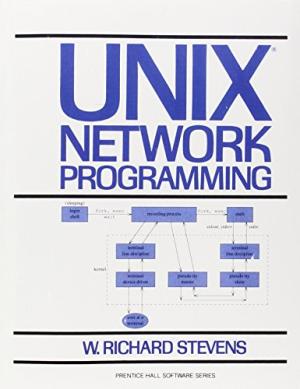 UNIX®
NETWORK
PROGRAMMING
(sleeping)
login
shell
fork, exec
wait
recording process
fork, exec
shell
stdout, stderr
stdin
terminal
line discipline
terminal
line discipline
kernel
terminal
device driver
pseudo-tty
master
pseudo-tty
slave
user at a
terminal
W. RICHARD STEVENS
PRENTICE HALL SOFTWARE SERIES